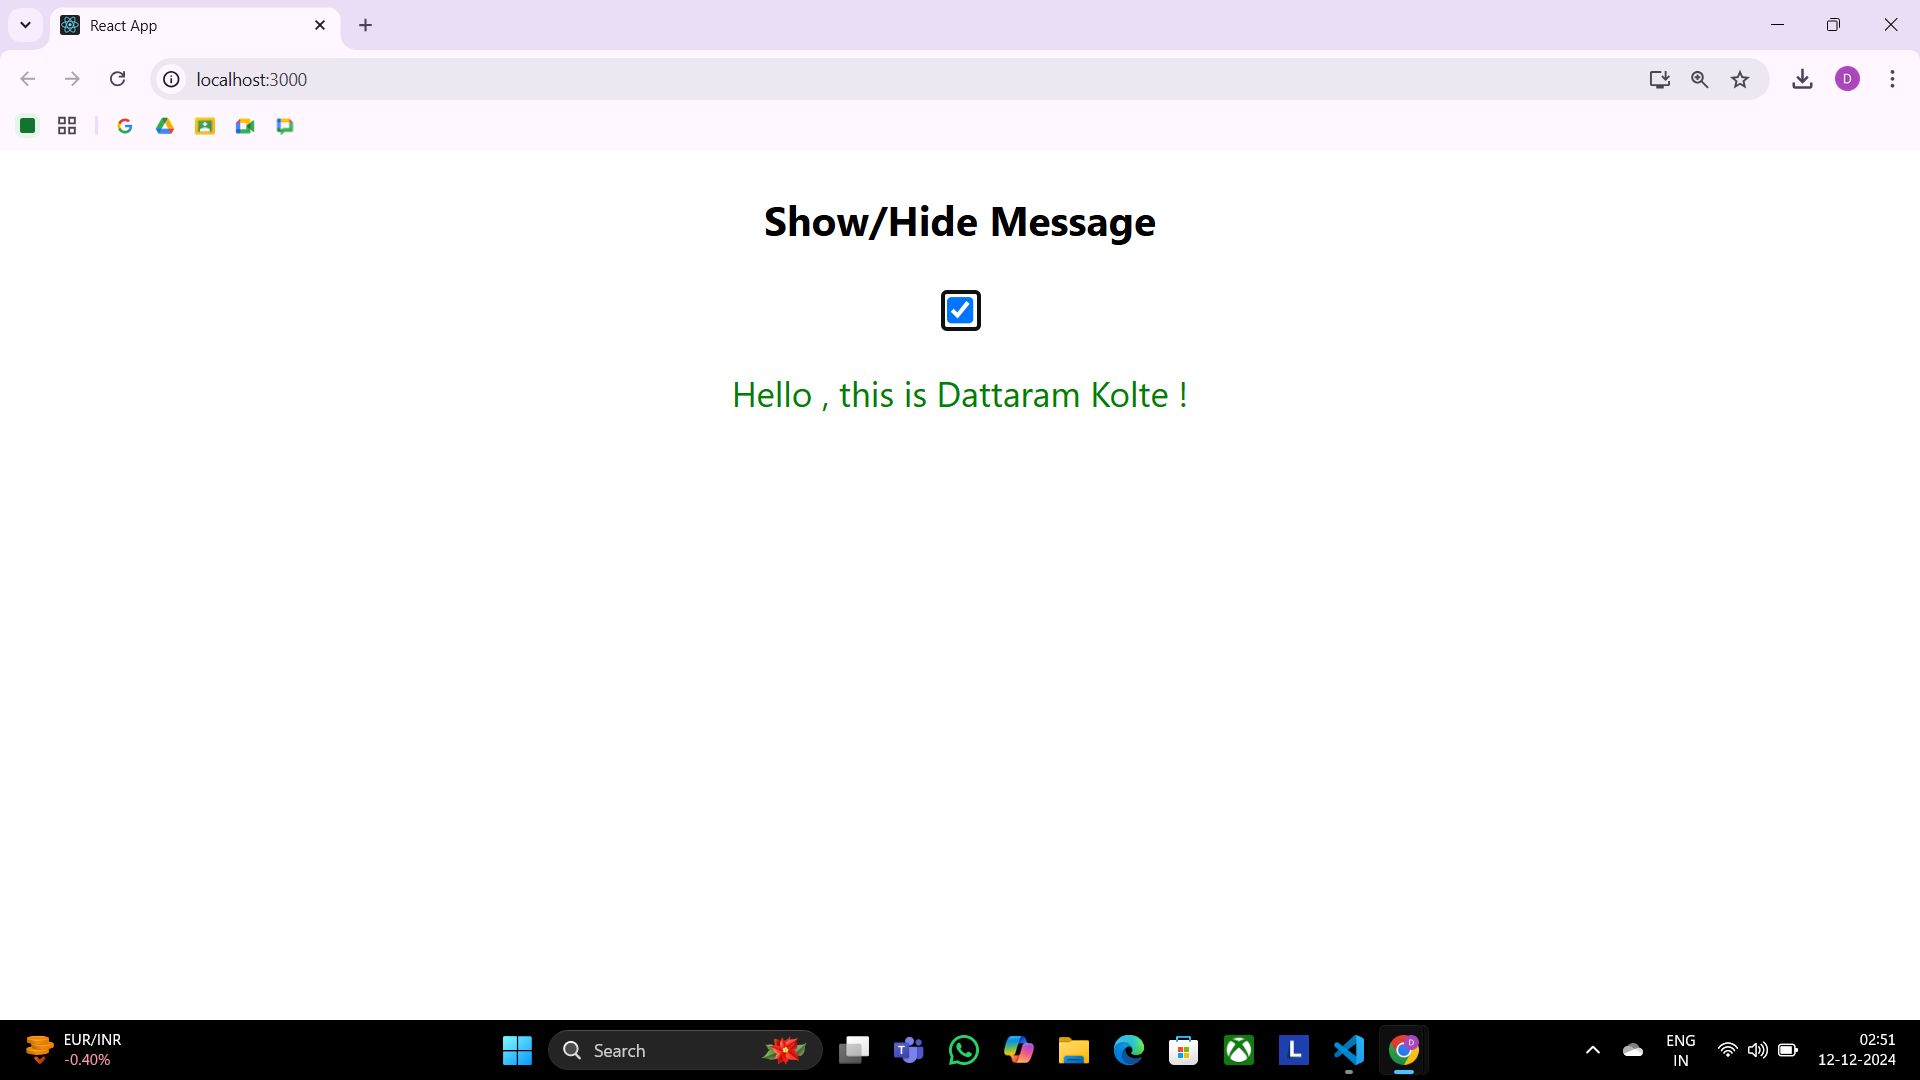 React App
localhost:3000
D
Show/Hide Message
Hello , this is Dattaram Kolte !
EUR/INR
-0.40%
Search
T
L
D
ENG
IN
02:51
12-12-2024